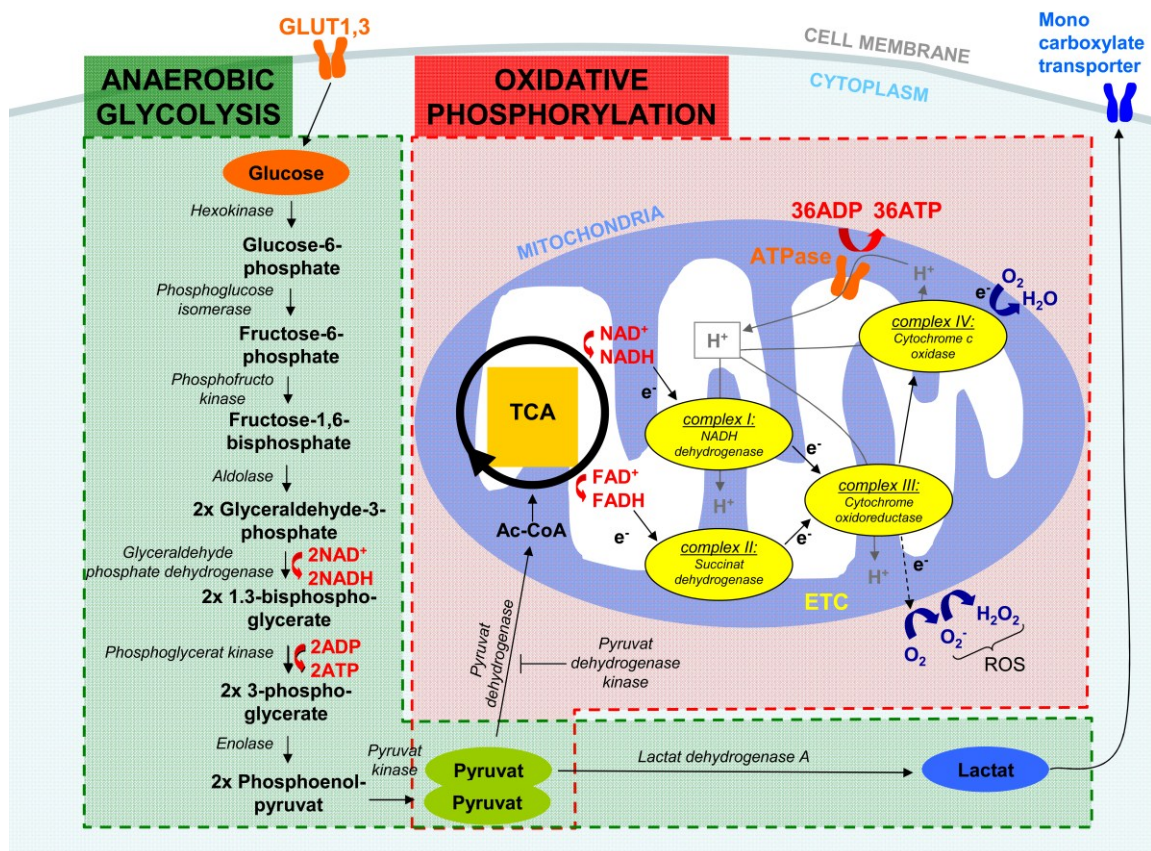 GLUT1,3
CELL MEMBRANE
CYTOPLASM
Mono
carboxylate
transporter
ANAEROBIC
GLYCOLYSIS
OXIDATIVE
PHOSPHORYLATION
Glucose
Hexokinase
Glucose-6-
phosphate
Phosphoglucose
isomerase
Fructose-6-
phosphate
Phosphofructo
kinase
Fructose-1,6-
bisphosphate
Aldolase
2x Glyceraldehyde-3-
phosphate
Glyceraldehyde
phosphate dehydrogenase
2NAD⁺
2NADH
2x 1.3-bisphospho-
glycerate
Phosphoglycerat kinase
2ADP
2ATP
2x 3-phospho-
glycerate
Enolase
2x Phosphoenol-
pyruvat
Pyruvat
kinase
Pyruvat
Pyruvat
Lactat dehydrogenase A
Lactat
Pyruvat
dehydrogenase
Pyruvat
dehydrogenase
kinase
Ac-CoA
TCA
MITOCHONDRIA
NAD⁺
NADH
e⁻
FAD⁺
FADH
e⁻
H⁺
complex I:
NADH
dehydrogenase
H⁺
e⁻
complex II:
Succinat
dehydrogenase
e⁻
complex III:
Cytochrome
oxidoreductase
H⁺
e⁻
complex IV:
Cytochrome c
oxidase
H⁺
e⁻
O₂
H₂O
36ADP 36ATP
ATPase
ETC
O₂
O₂⁻
H₂O₂
ROS